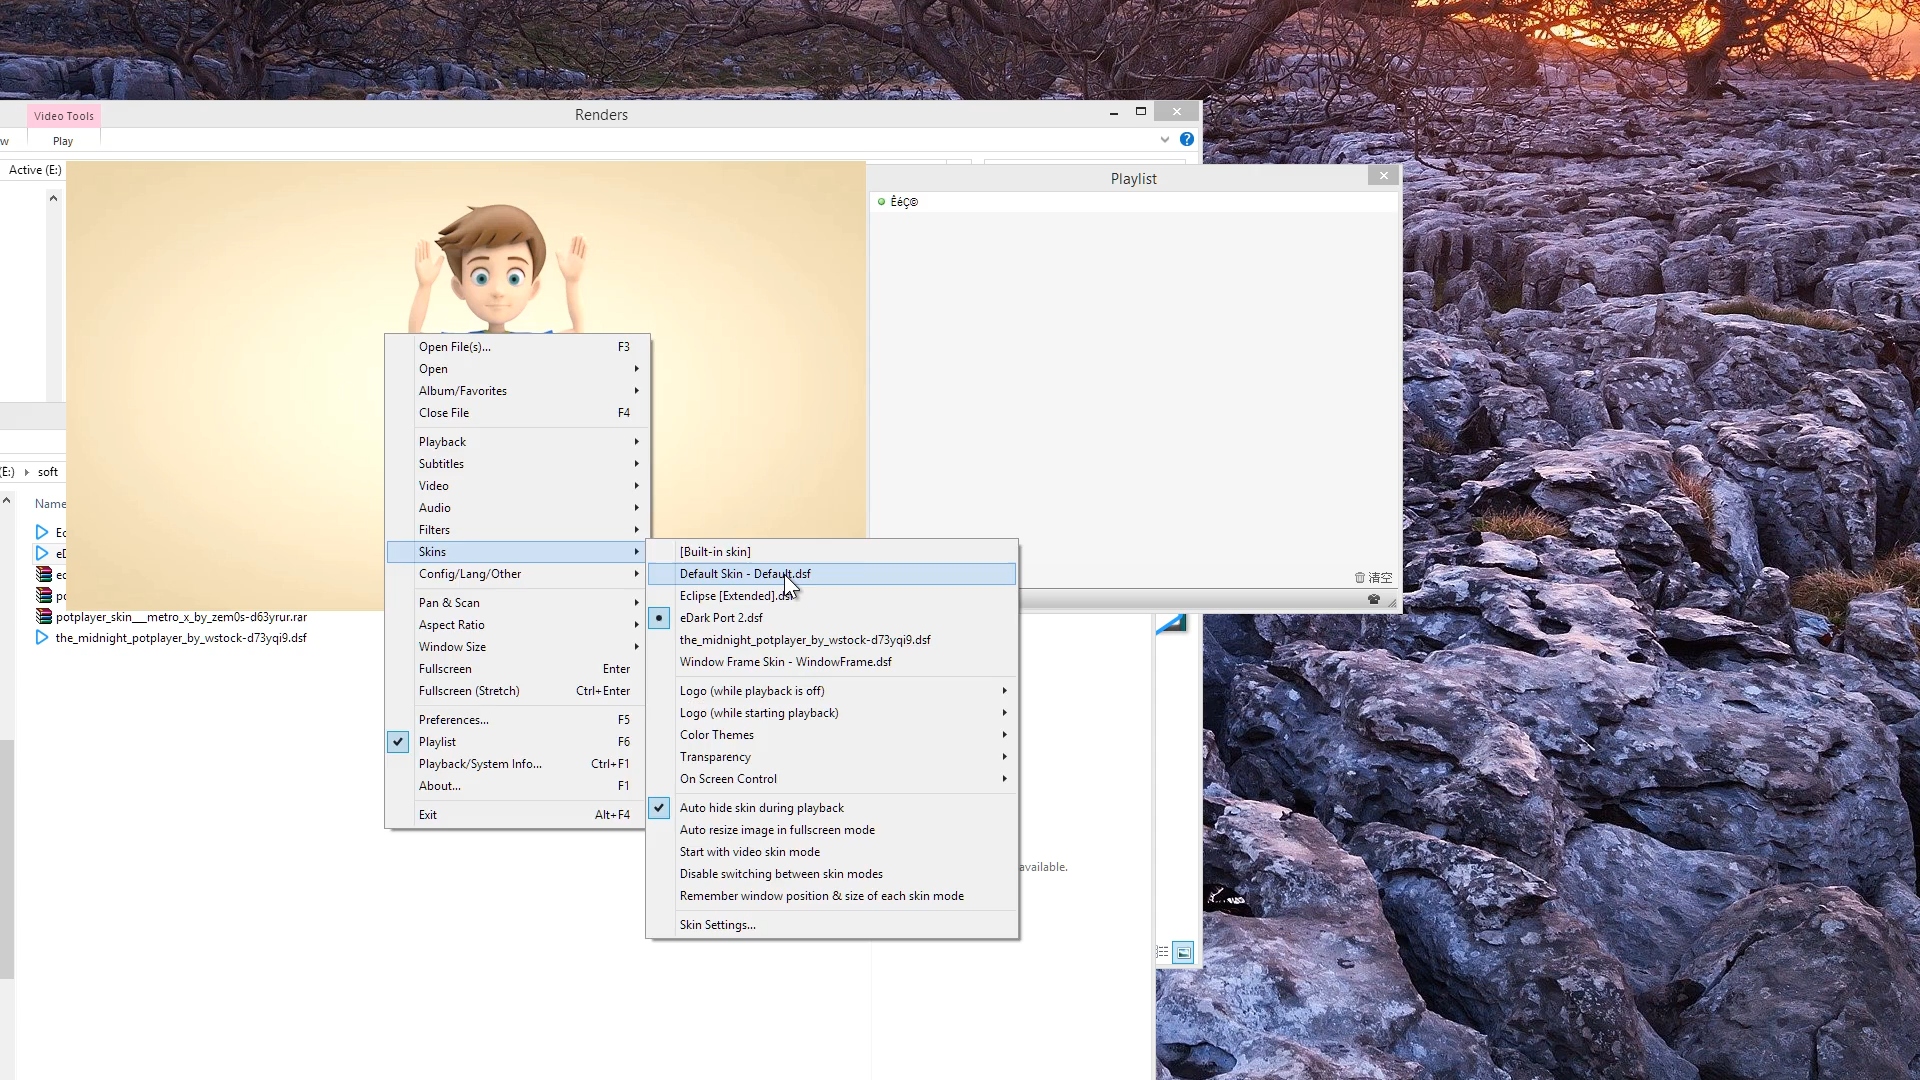 Video Tools
Renders
Play
Active (E:)
Playlist
ÊéÇ©
Open File(s)... F3
Open
Album/Favorites
Close File F4
Playback
Subtitles
Video
Audio
Filters
Skins
Config/Lang/Other
Pan & Scan
Aspect Ratio
Window Size
Fullscreen Enter
Fullscreen (Stretch) Ctrl+Enter
Preferences... F5
Playlist F6
Playback/System Info... Ctrl+F1
About... F1
Exit Alt+F4
[Built-in skin]
Default Skin - Default.dsf
Eclipse [Extended].dsf
eDark Port 2.dsf
the_midnight_potplayer_by_wstock-d73yqi9.dsf
Window Frame Skin - WindowFrame.dsf
Logo (while playback is off)
Logo (while starting playback)
Color Themes
Transparency
On Screen Control
Auto hide skin during playback
Auto resize image in fullscreen mode
Start with video skin mode
Disable switching between skin modes
Remember window position & size of each skin mode
Skin Settings...
清空
(E:) soft
Name
potplayer_skin__metro_x_by_zem0s-d63yrur.rar
the_midnight_potplayer_by_wstock-d73yqi9.dsf
available.